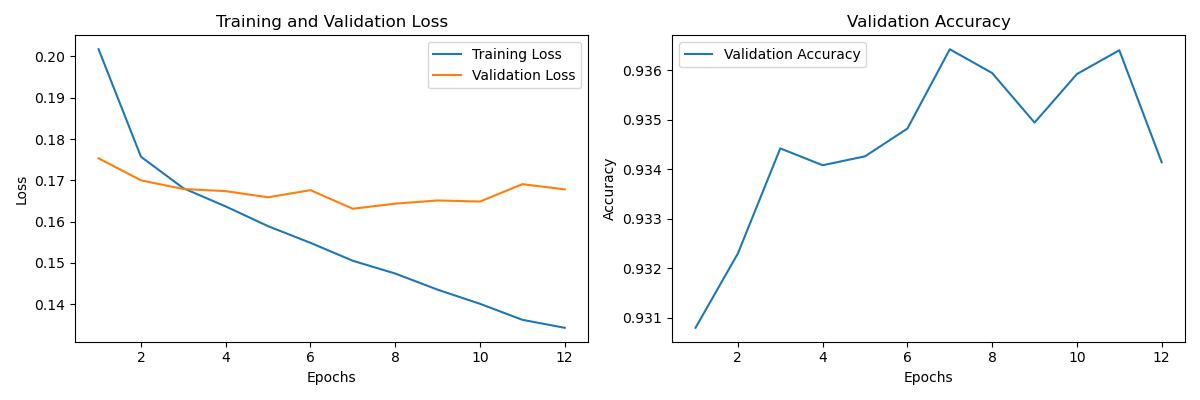 Training and Validation Loss
Training Loss
Validation Loss
0.20
0.19
0.18
0.17
0.16
0.15
0.14
Loss
2 4 6 8 10 12
Epochs
Validation Accuracy
Validation Accuracy
0.936
0.935
0.934
0.933
0.932
0.931
Accuracy
2 4 6 8 10 12
Epochs